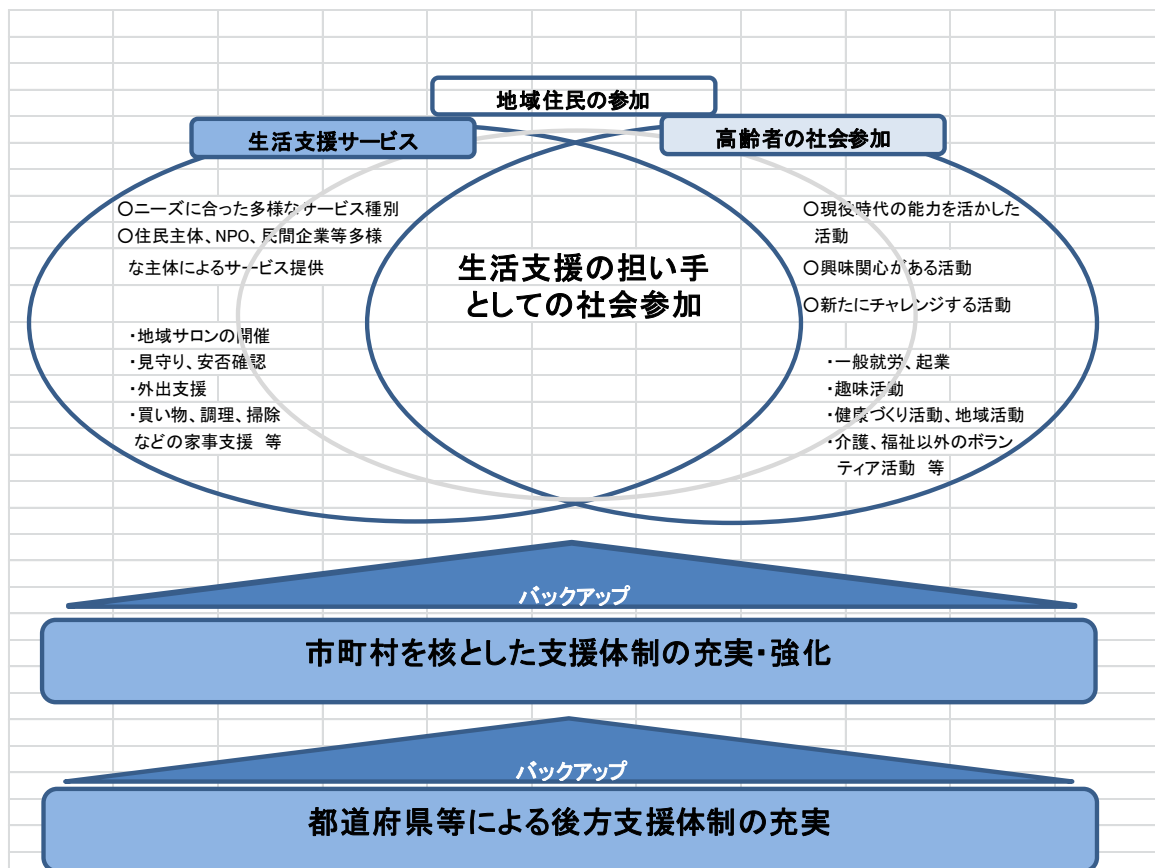 地域住民の参加
生活支援サービス
高齢者の社会参加
〇ニーズに合った多様なサービス種別
〇住民主体、NPO、民間企業等多様
な主体によるサービス提供
・地域サロンの開催
・見守り、安否確認
・外出支援
・買い物、調理、掃除
などの家事支援 等
生活支援の担い手
としての社会参加
〇現役時代の能力を活かした
活動
〇興味関心がある活動
〇新たにチャレンジする活動
・一般就労、起業
・趣味活動
・健康づくり活動、地域活動
・介護、福祉以外のボラン
ティア活動 等
バックアップ
市町村を核とした支援体制の充実・強化
バックアップ
都道府県等による後方支援体制の充実